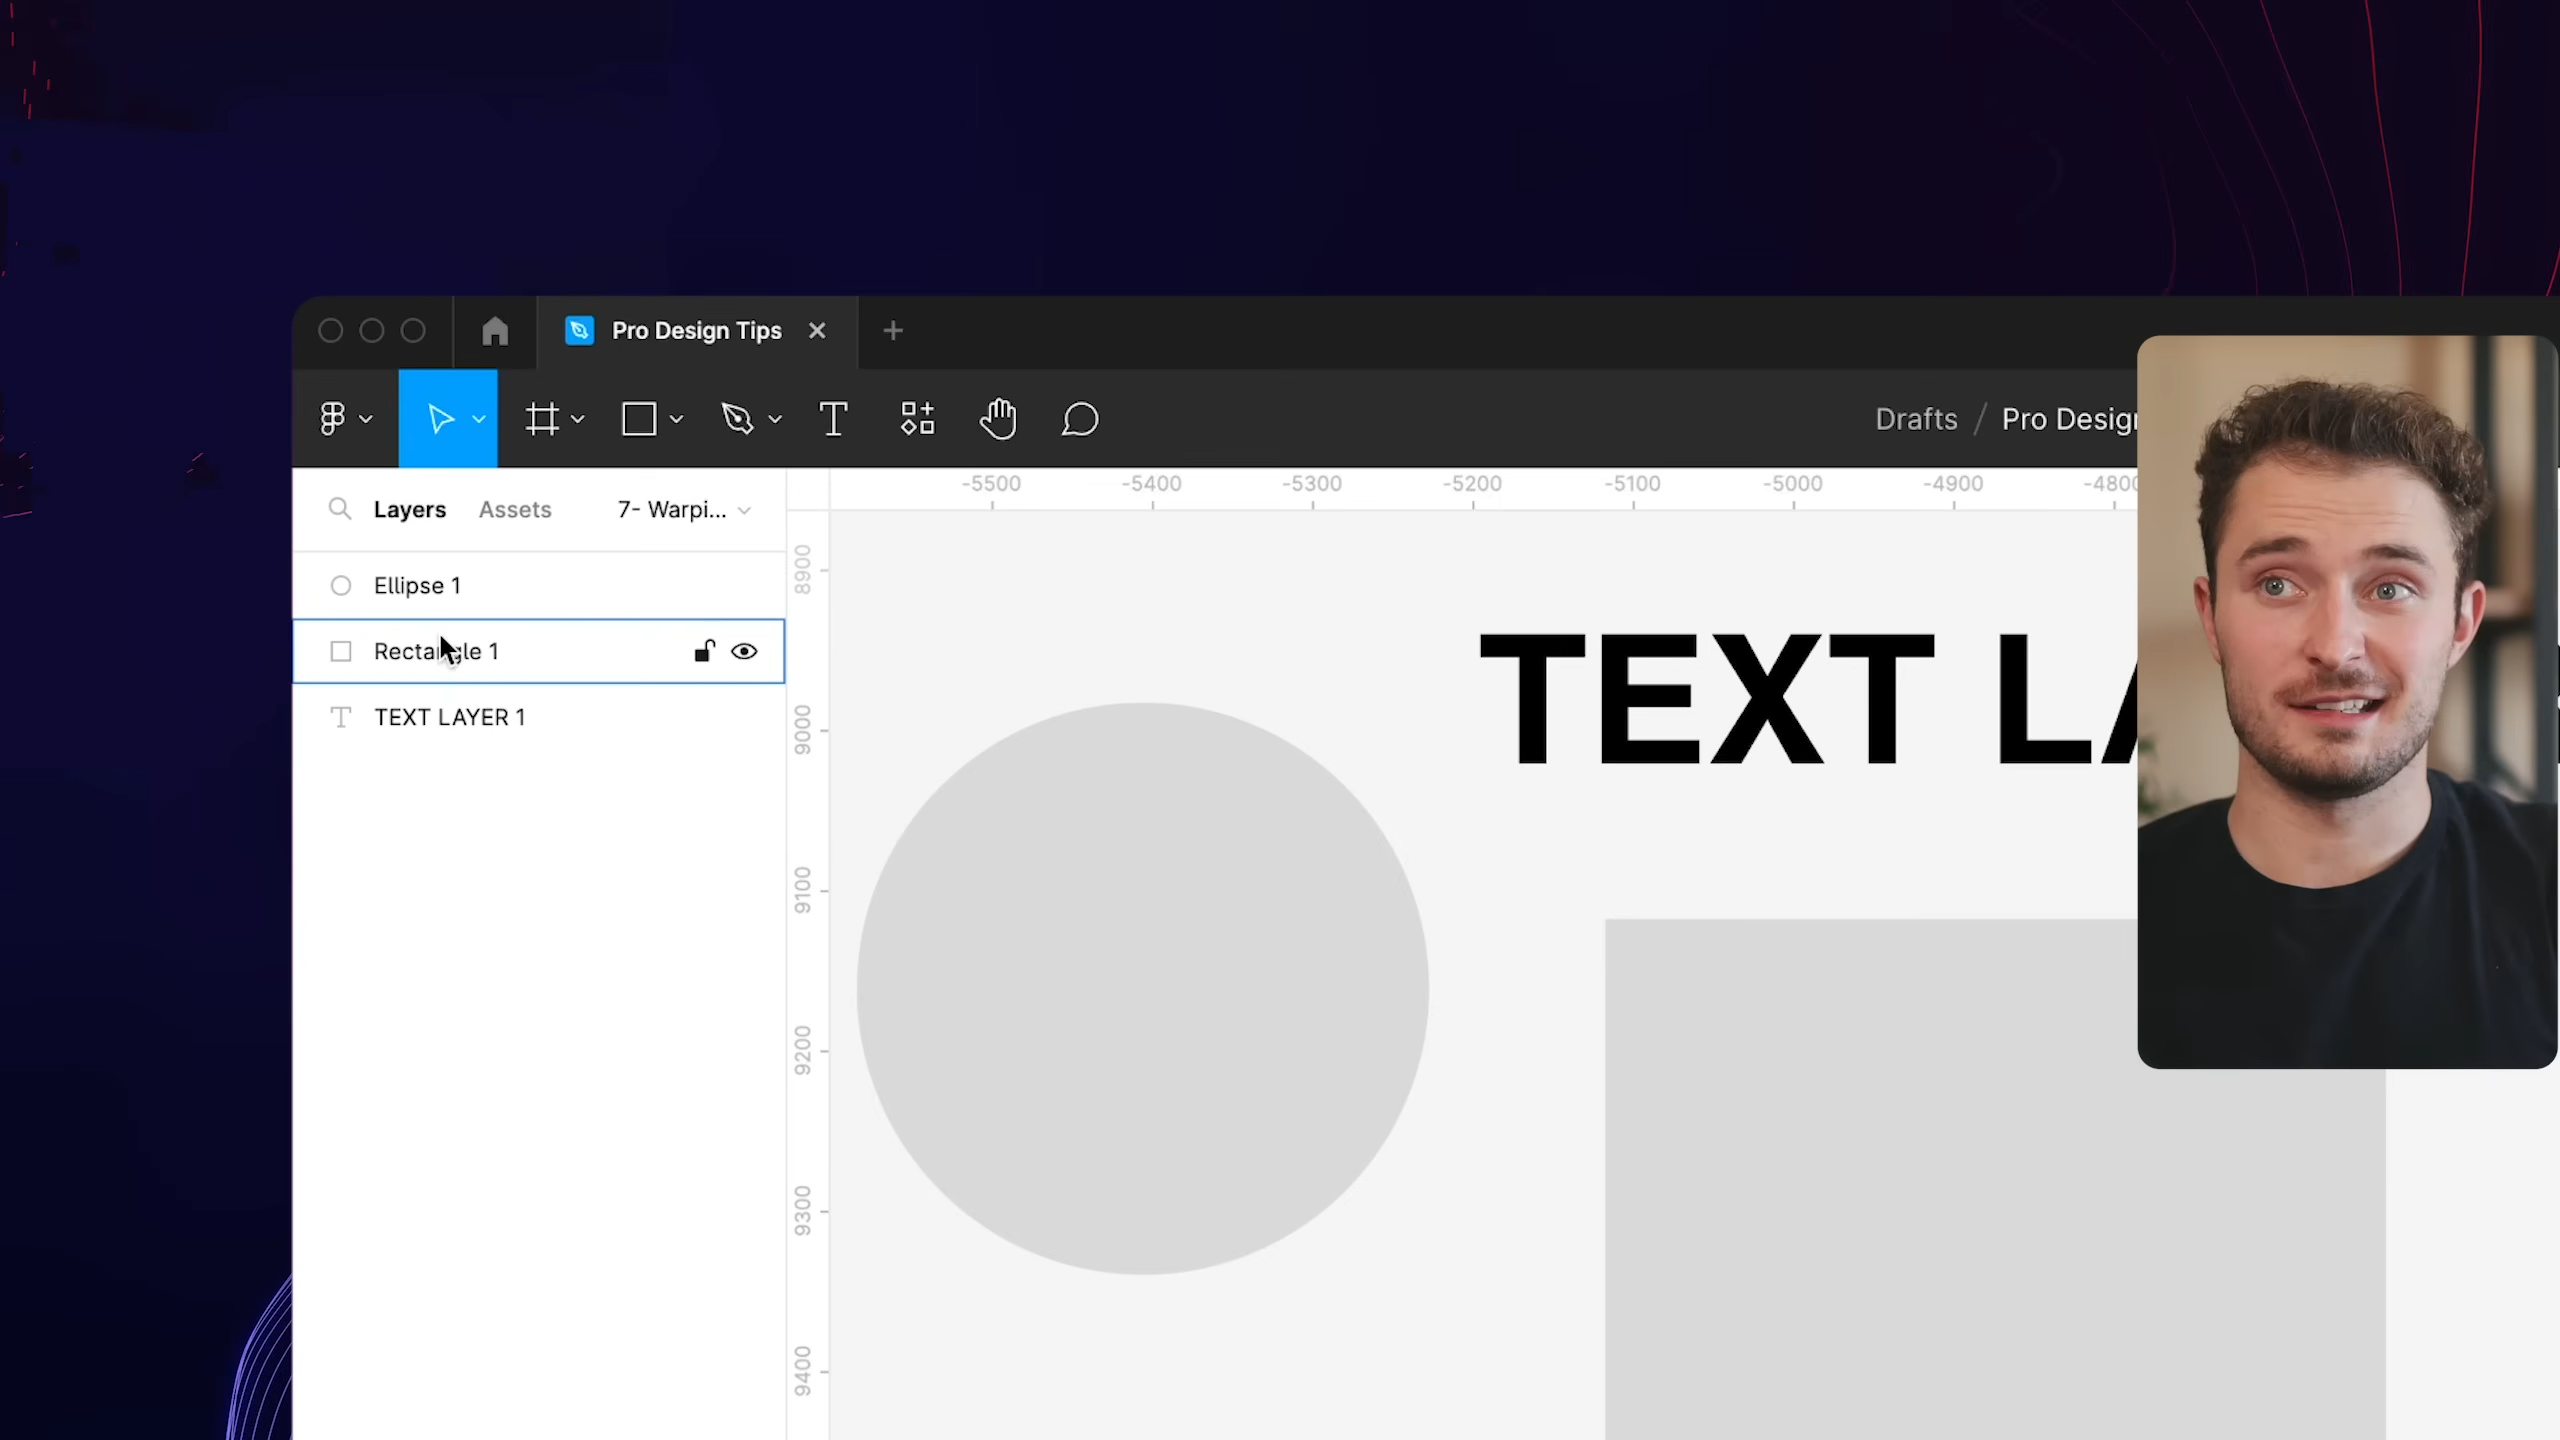 Pro Design Tips
Drafts / Pro Design
Layers Assets 7- Warpi...
-5500 -5400 -5300 -5200 -5100 -5000 -4900 -4800
Ellipse 1
Rectangle 1
TEXT LAYER 1
8900
9000
9100
9200
9300
9400
TEXT LA